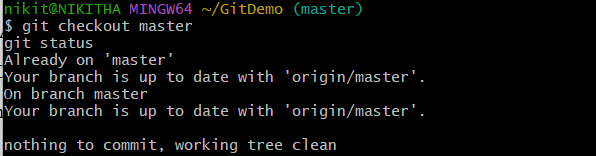 nikit@NIKITHA MINGW64 ~/GitDemo (master)
$ git checkout master
git status
Already on 'master'
Your branch is up to date with 'origin/master'.
On branch master
Your branch is up to date with 'origin/master'.
nothing to commit, working tree clean